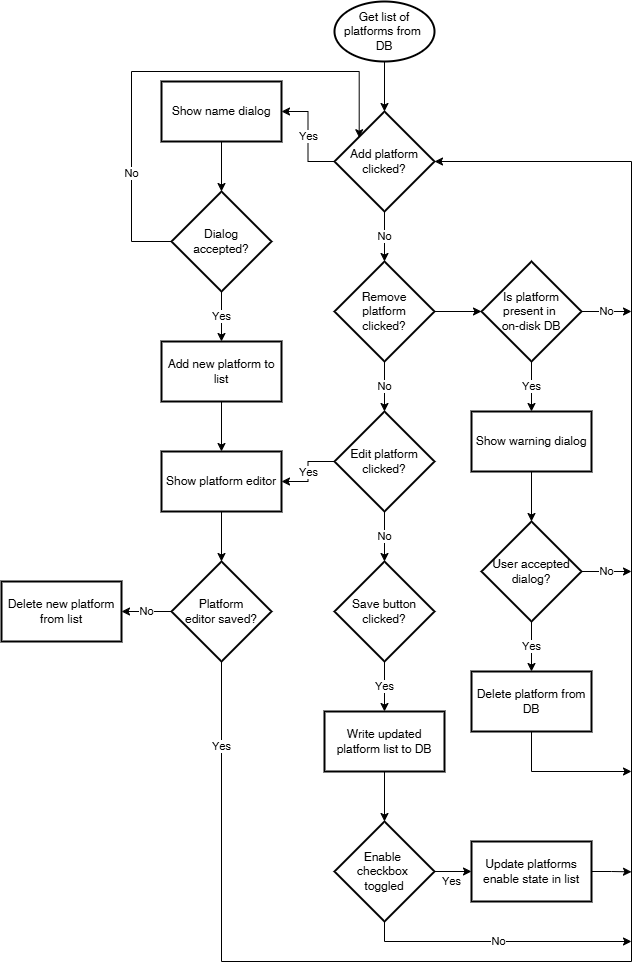 Get list of
platforms from
DB
Show name dialog
Yes
Add platform
clicked?
No
Dialog
accepted?
No
Remove
platform
clicked?
Is platform
present in
on-disk DB
No
Yes
Add new platform to
list
No
Yes
Show warning dialog
Edit platform
clicked?
Yes
Show platform editor
No
User accepted
dialog?
No
Delete new platform
from list
No
Platform
editor saved?
Save button
clicked?
Yes
Yes
Delete platform from
DB
Yes
Write updated
platform list to DB
Enable
checkbox
toggled
Yes
Update platforms
enable state in list
No